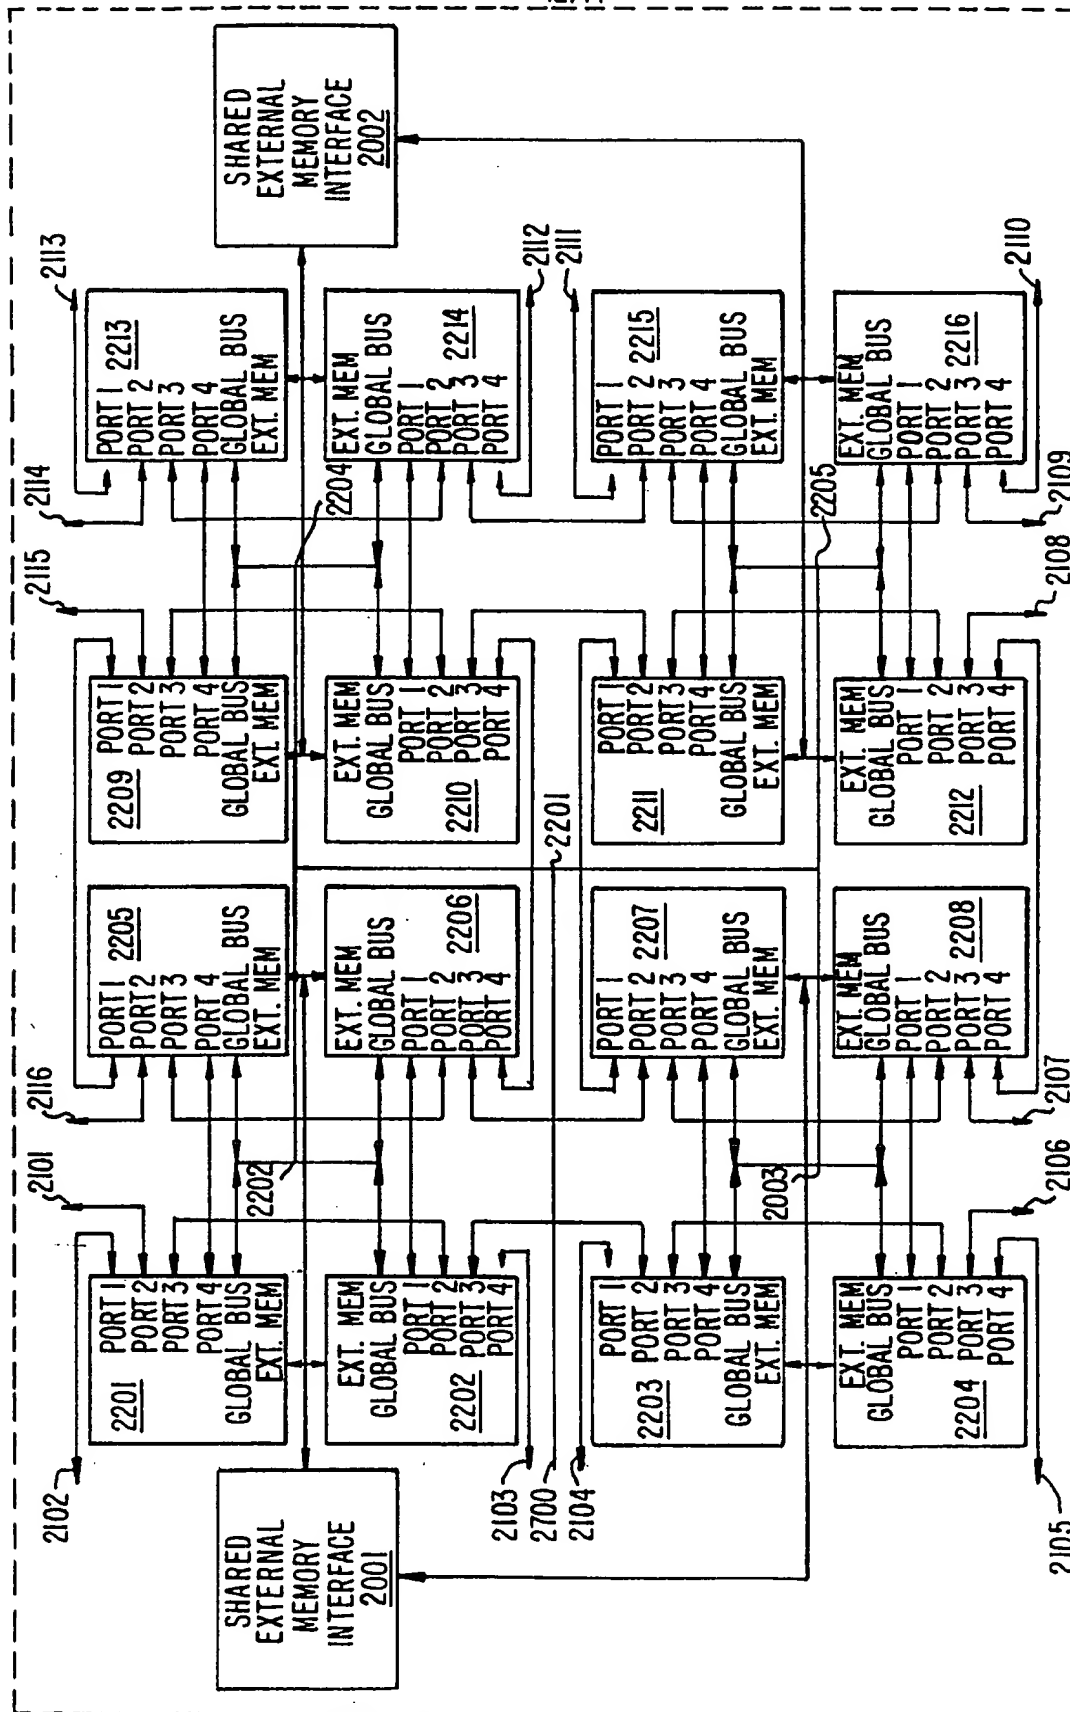 SHARED
EXTERNAL
MEMORY
INTERFACE
2001
SHARED
EXTERNAL
MEMORY
INTERFACE
2002
2102
2101
2116
2115
2114
2113
2201
PORT 1
PORT 2
PORT 3
PORT 4
GLOBAL BUS
EXT. MEM
2205
PORT 1
PORT 2
PORT 3
PORT 4
GLOBAL BUS
EXT. MEM
2209
PORT 1
PORT 2
PORT 3
PORT 4
GLOBAL BUS
EXT. MEM
2213
PORT 1
PORT 2
PORT 3
PORT 4
GLOBAL BUS
EXT. MEM
2202
2204
EXT. MEM
GLOBAL BUS
PORT 1
PORT 2
PORT 3
PORT 4
2202
EXT. MEM
GLOBAL BUS
PORT 1
PORT 2
PORT 3
PORT 4
2206
EXT. MEM
GLOBAL BUS
PORT 1
PORT 2
PORT 3
PORT 4
2210
EXT. MEM
GLOBAL BUS
PORT 1
PORT 2
PORT 3
PORT 4
2214
2103
2700
2104
2201
2112
2111
PORT 1
PORT 2
PORT 3
PORT 4
GLOBAL BUS
EXT. MEM
2203
PORT 1
PORT 2
PORT 3
PORT 4
GLOBAL BUS
EXT. MEM
2207
PORT 1
PORT 2
PORT 3
PORT 4
GLOBAL BUS
EXT. MEM
2211
PORT 1
PORT 2
PORT 3
PORT 4
GLOBAL BUS
EXT. MEM
2215
2003
2205
EXT. MEM
GLOBAL BUS
PORT 1
PORT 2
PORT 3
PORT 4
2204
EXT. MEM
GLOBAL BUS
PORT 1
PORT 2
PORT 3
PORT 4
2208
EXT. MEM
GLOBAL BUS
PORT 1
PORT 2
PORT 3
PORT 4
2212
EXT. MEM
GLOBAL BUS
PORT 1
PORT 2
PORT 3
PORT 4
2216
2105
2106
2107
2108
2109
2110